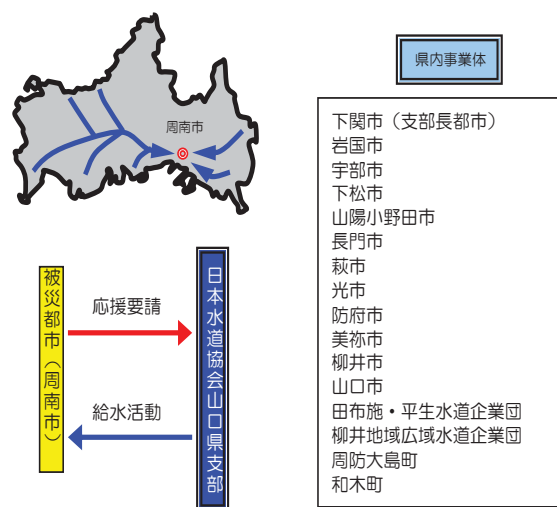 周南市
県内事業体
下関市（支部長都市）
岩国市
宇部市
下松市
山陽小野田市
長門市
萩市
光市
防府市
美祢市
柳井市
山口市
田布施・平生水道企業団
柳井地域広域水道企業団
周防大島町
和木町
被災都市（周南市）
応援要請
給水活動
日本水道協会山口県支部